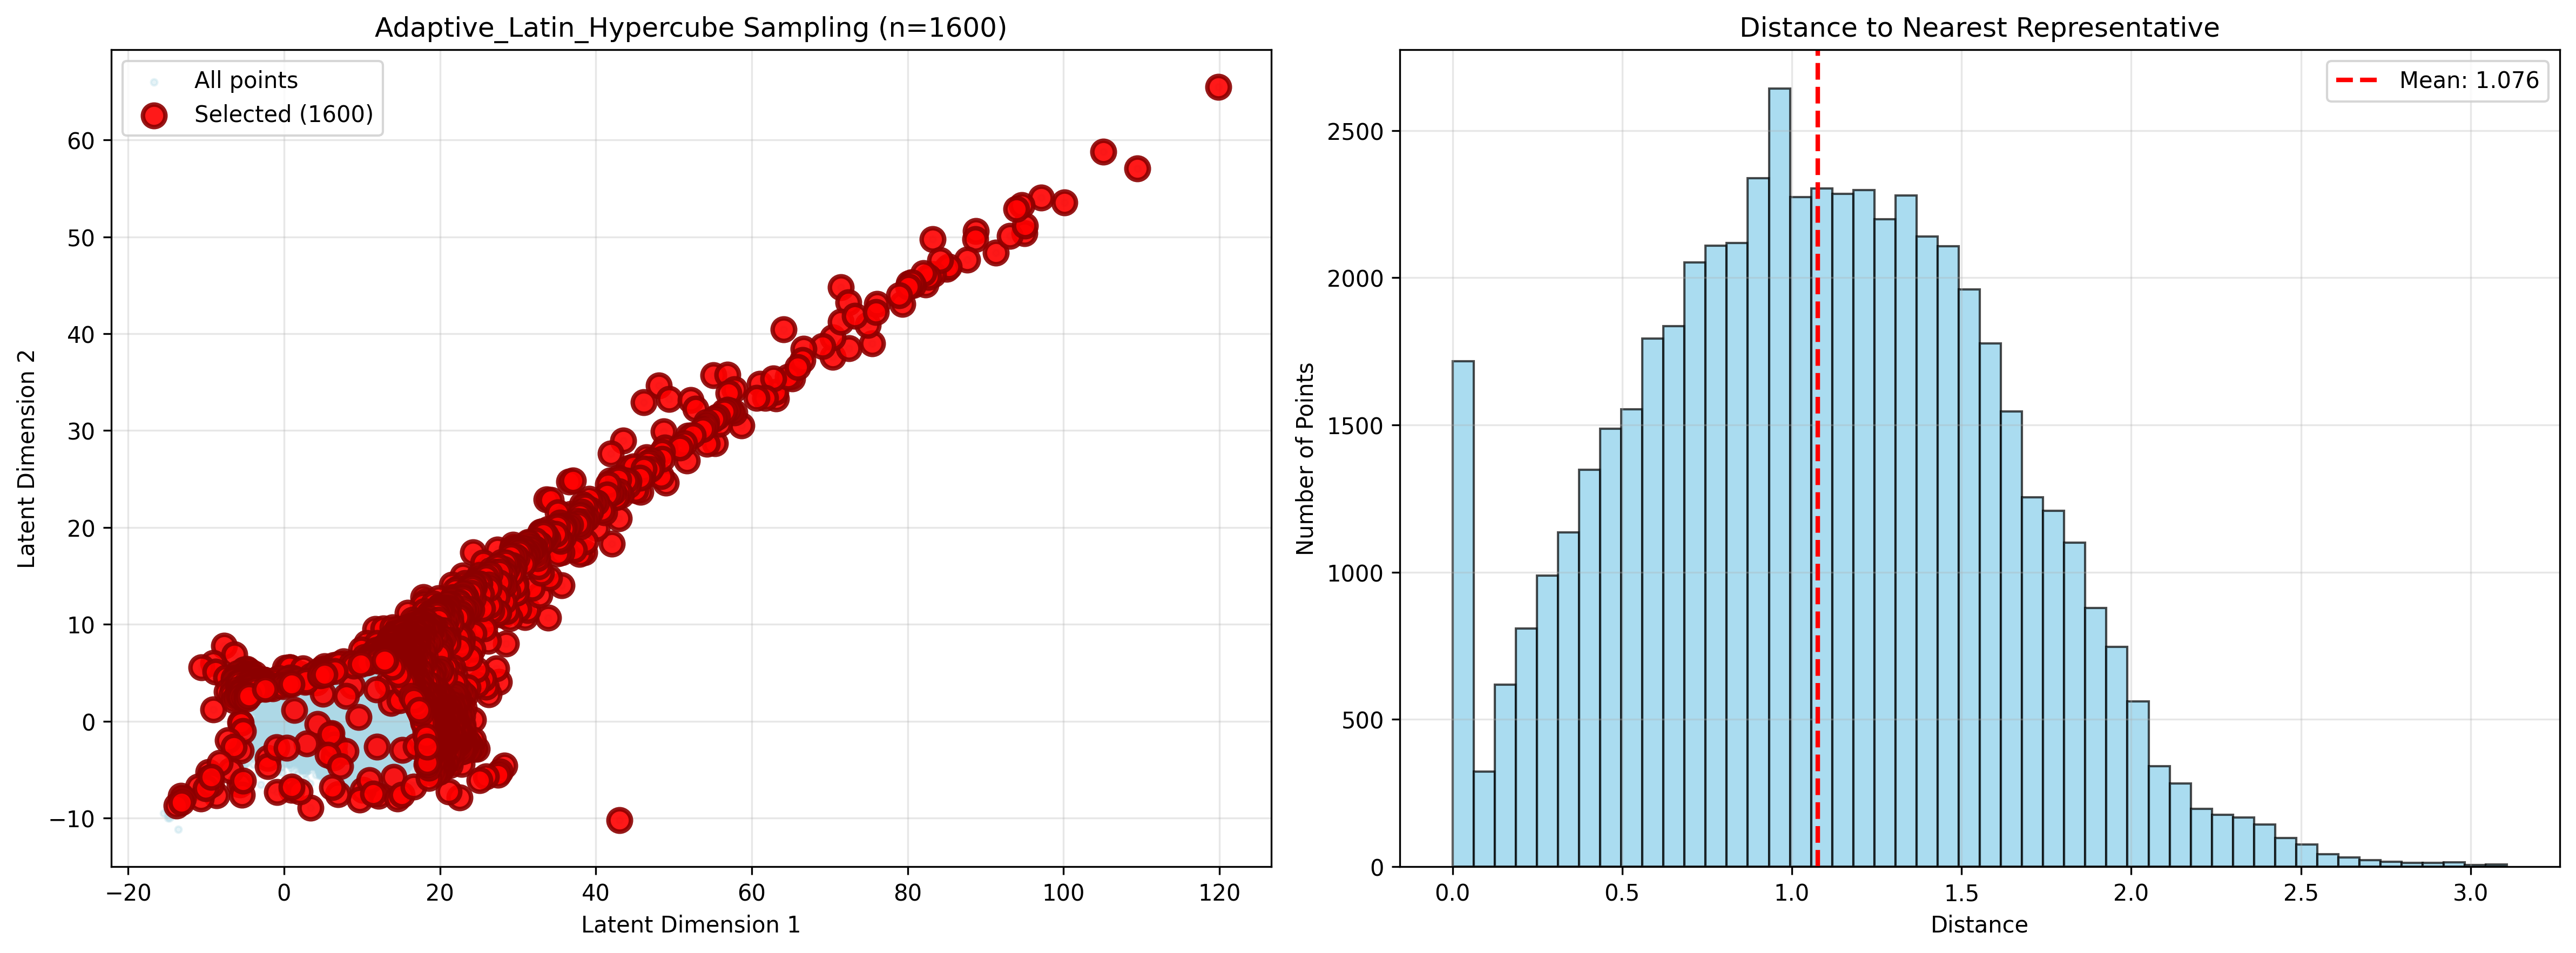 Adaptive_Latin_Hypercube Sampling (n=1600)
All points
Selected (1600)
Latent Dimension 2
60
50
40
30
20
10
0
−10
−20 0 20 40 60 80 100 120
Latent Dimension 1
Distance to Nearest Representative
Mean: 1.076
Number of Points
2500
2000
1500
1000
500
0
0.0 0.5 1.0 1.5 2.0 2.5 3.0
Distance